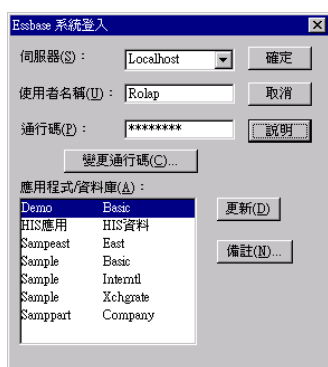 Essbase 系統登入
伺服器(S)： Localhost 確定
使用者名稱(U)： Rolap 取消
通行碼(P)： ******** 說明
變更通行碼(C)...
應用程式/資料庫(A)：
Demo Basic 更新(D)
HIS應用 HIS資料
Sampeast East
Sample Basic 備註(N)...
Sample Interntl
Sample Xchgrate
Samppart Company